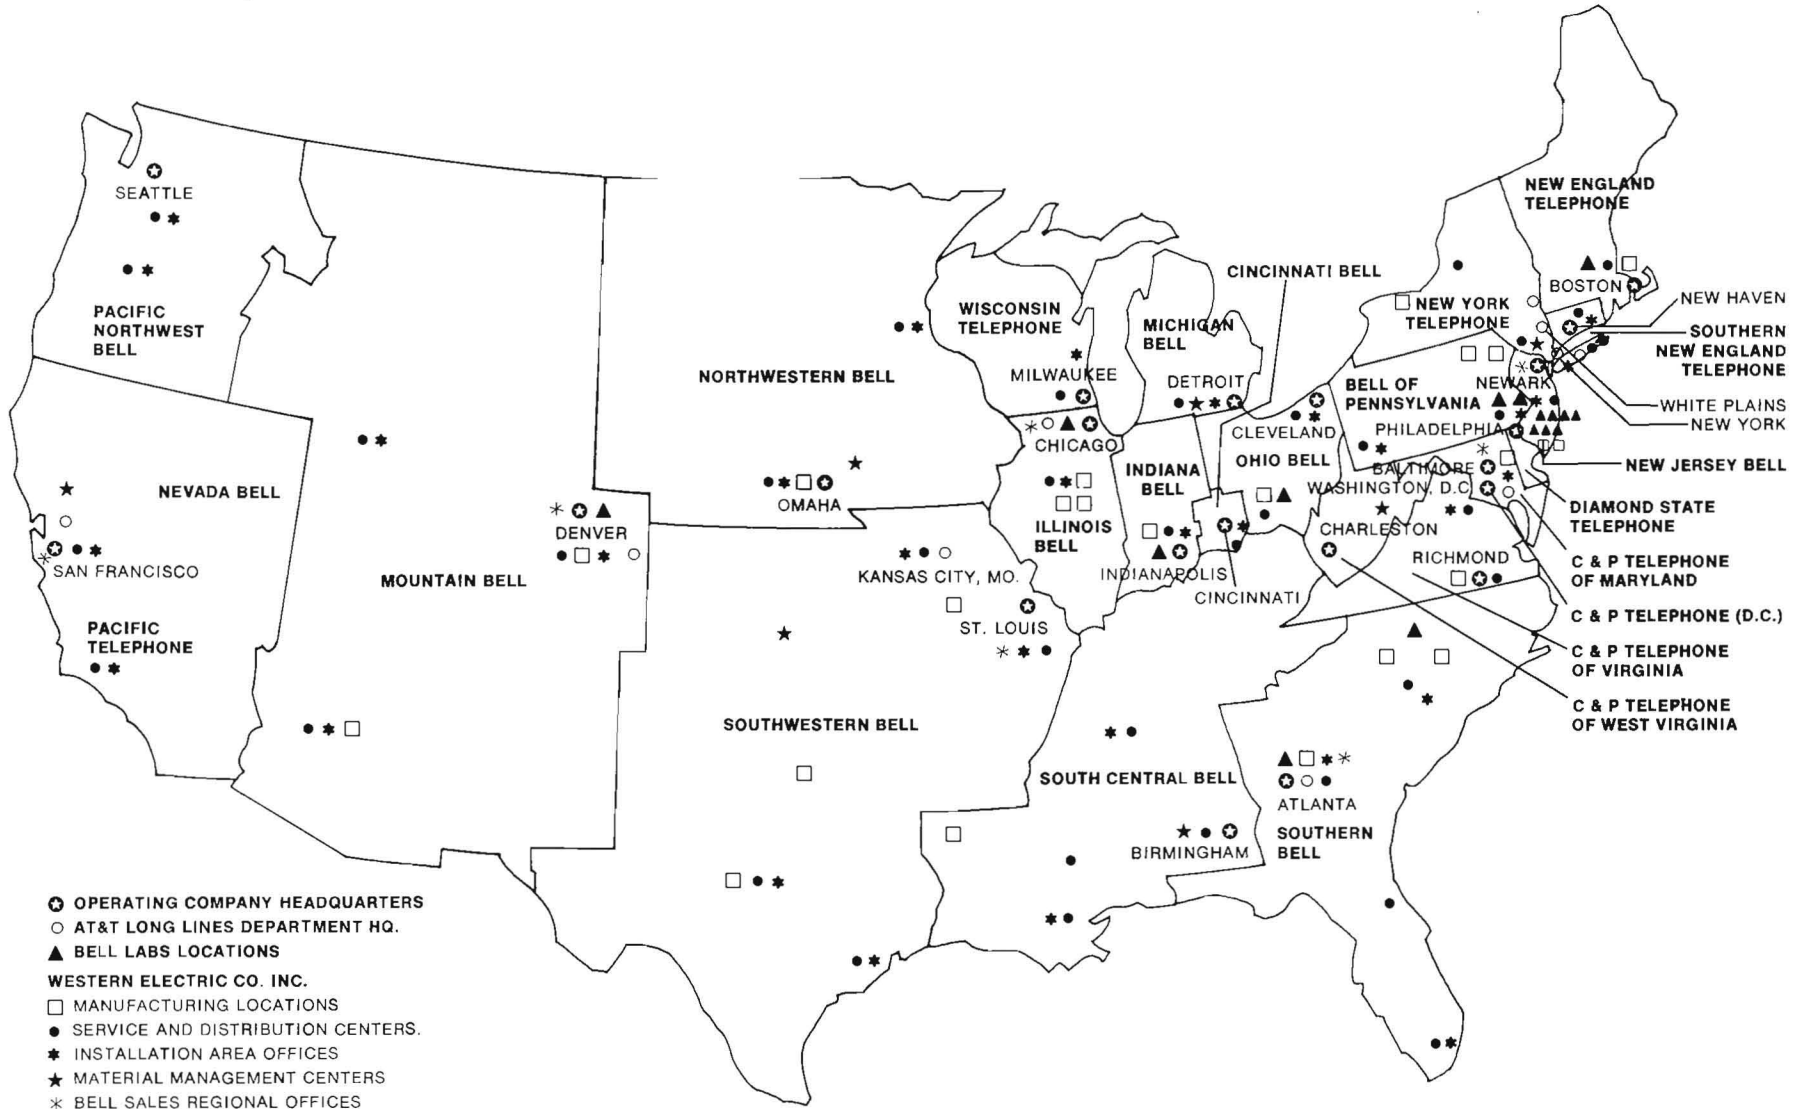 SEATTLE
PACIFIC
NORTHWEST
BELL
NEVADA BELL
SAN FRANCISCO
PACIFIC
TELEPHONE
MOUNTAIN BELL
DENVER
NORTHWESTERN BELL
OMAHA
KANSAS CITY, MO.
ST. LOUIS
SOUTHWESTERN BELL
WISCONSIN
TELEPHONE
MILWAUKEE
MICHIGAN
BELL
DETROIT
CHICAGO
ILLINOIS
BELL
INDIANA
BELL
INDIANAPOLIS
CINCINNATI BELL
CINCINNATI
CLEVELAND
OHIO BELL
SOUTH CENTRAL BELL
BIRMINGHAM
ATLANTA
SOUTHERN
BELL
NEW ENGLAND
TELEPHONE
BOSTON
NEW YORK
TELEPHONE
NEWARK
BELL OF
PENNSYLVANIA
PHILADELPHIA
BALTIMORE
WASHINGTON, D.C.
CHARLESTON
RICHMOND
NEW HAVEN
SOUTHERN
NEW ENGLAND
TELEPHONE
WHITE PLAINS
NEW YORK
NEW JERSEY BELL
DIAMOND STATE
TELEPHONE
C & P TELEPHONE
OF MARYLAND
C & P TELEPHONE (D.C.)
C & P TELEPHONE
OF VIRGINIA
C & P TELEPHONE
OF WEST VIRGINIA
OPERATING COMPANY HEADQUARTERS
AT&T LONG LINES DEPARTMENT HQ.
BELL LABS LOCATIONS
WESTERN ELECTRIC CO. INC.
MANUFACTURING LOCATIONS
SERVICE AND DISTRIBUTION CENTERS.
INSTALLATION AREA OFFICES
MATERIAL MANAGEMENT CENTERS
BELL SALES REGIONAL OFFICES